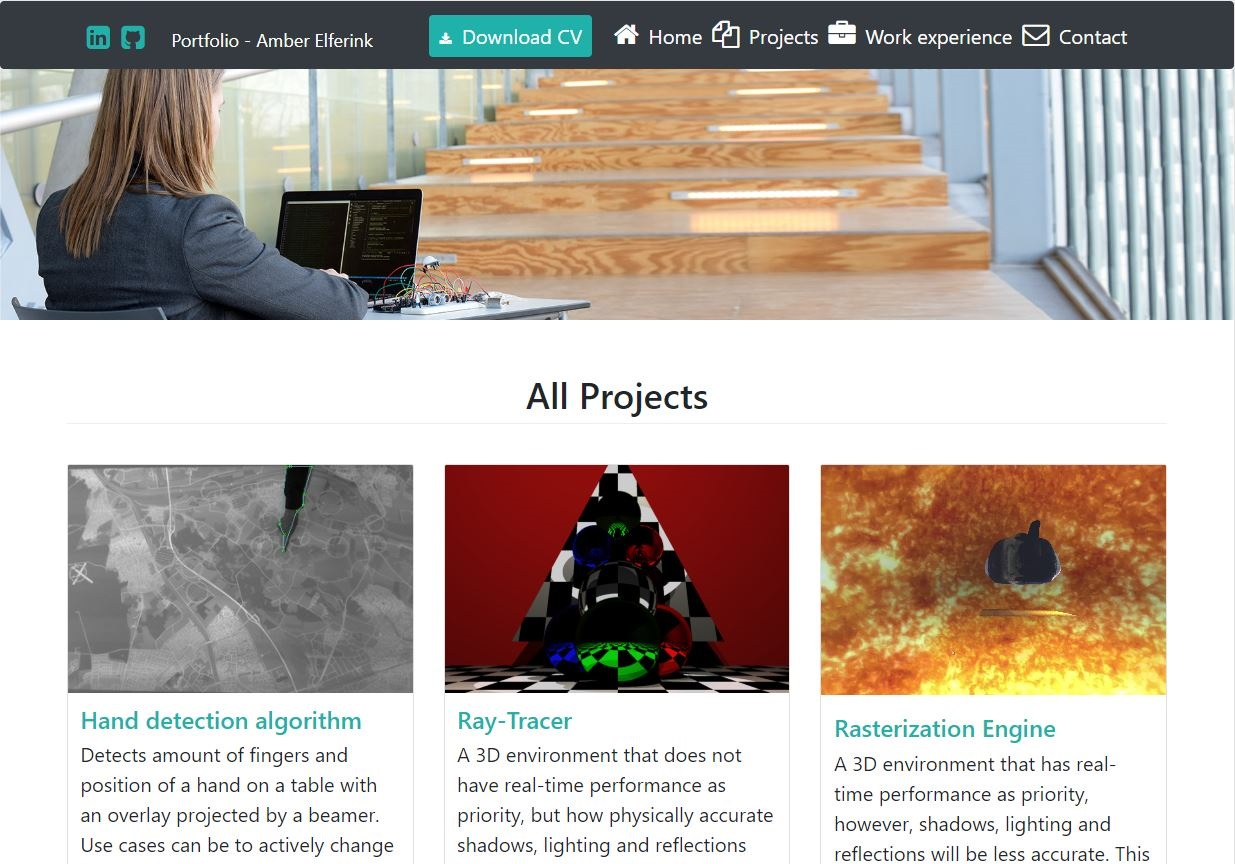 Portfolio - Amber Elferink
Download CV
Home
Projects
Work experience
Contact
All Projects
Hand detection algorithm
Detects amount of fingers and
position of a hand on a table with
an overlay projected by a beamer.
Use cases can be to actively change
Ray-Tracer
A 3D environment that does not
have real-time performance as
priority, but how physically accurate
shadows, lighting and reflections
Rasterization Engine
A 3D environment that has real-
time performance as priority,
however, shadows, lighting and
reflections will be less accurate. This